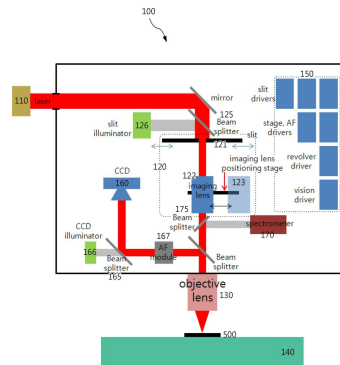 100
110
laser
mirror
150
slit
drivers
125
Beam
splitter
slit
illuminator
126
121
slit
stage, AF
drivers
120
imaging lens
positioning stage
revolver
driver
CCD
160
122
imaging
lens
123
vision
driver
175
Beam
splitter
spectrometer
170
CCD
illuminator
166
167
AF
module
Beam
splitter
165
Beam
splitter
objective
lens
130
500
140